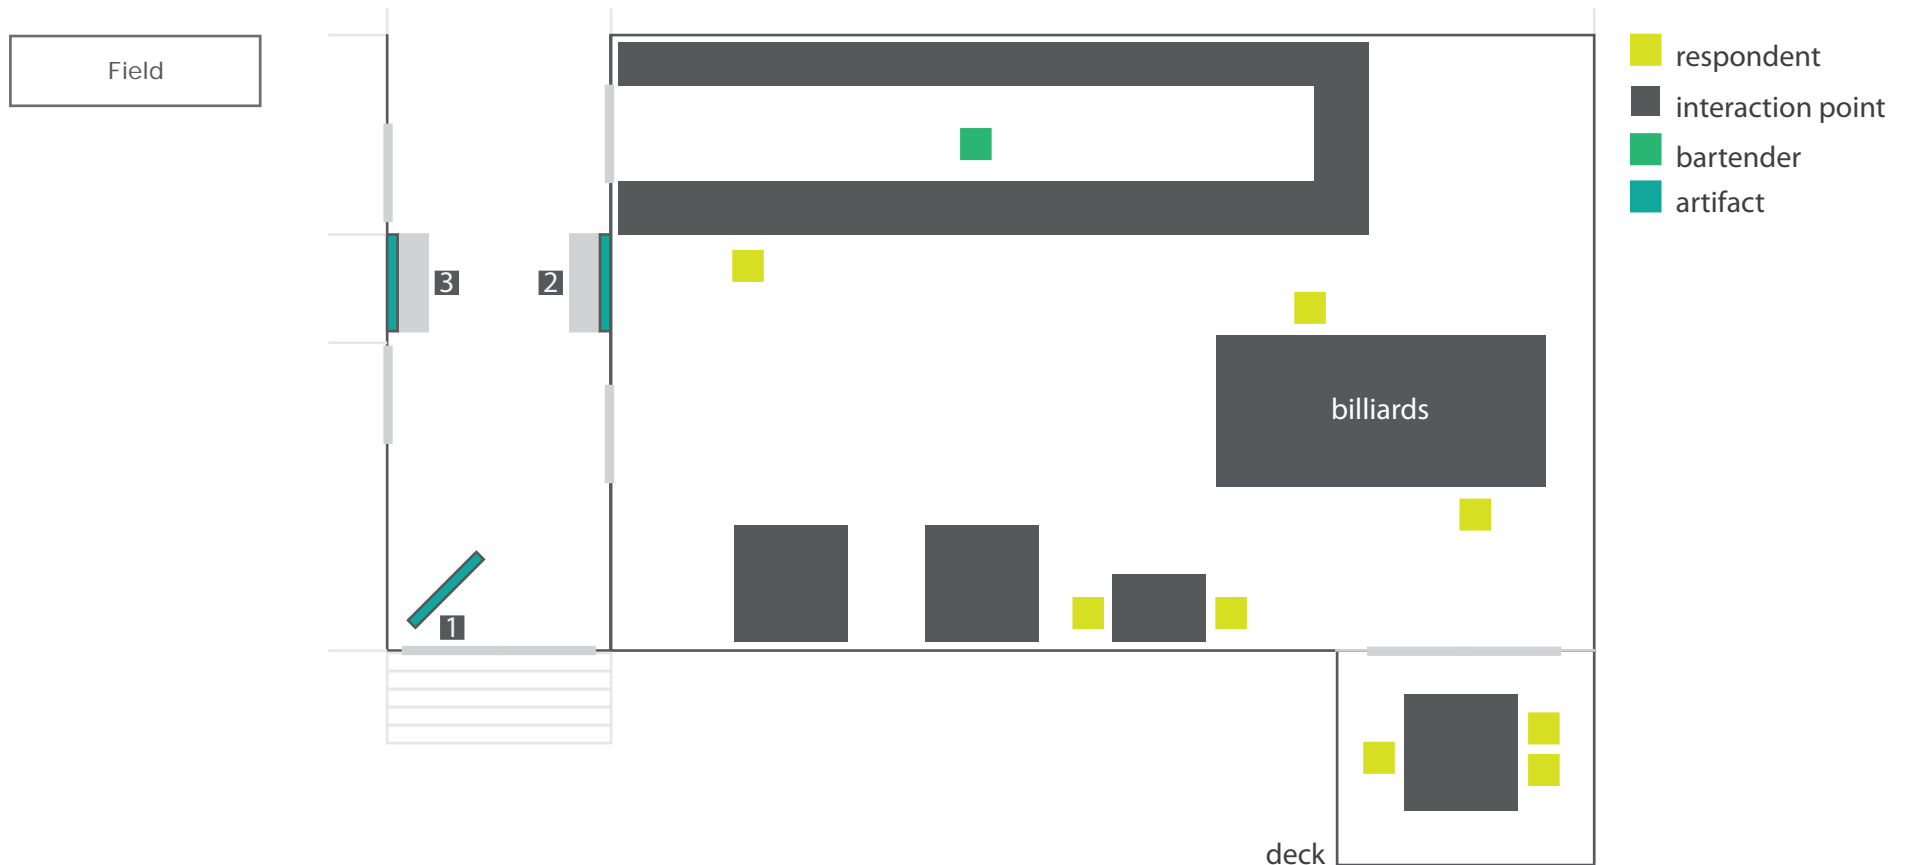 Field
respondent
interaction point
bartender
artifact
3
2
billiards
1
deck